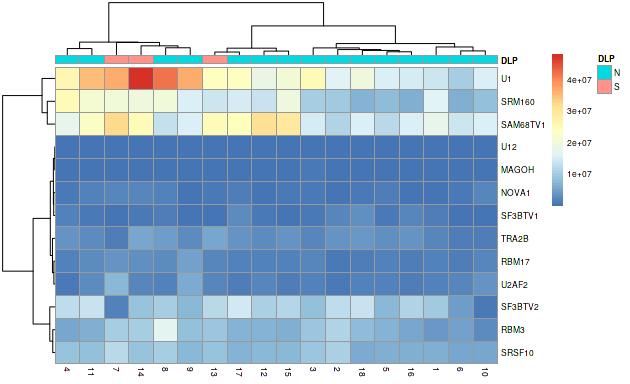 DLP
U1
SRM160
SAM68TV1
U12
MAGOH
NOVA1
SF3BTV1
TRA2B
RBM17
U2AF2
SF3BTV2
RBM3
SRSF10
4 11 7 14 8 9 13 17 12 15 3 2 18 5 16 1 6 10
4e+07
3e+07
2e+07
1e+07
DLP
N
S